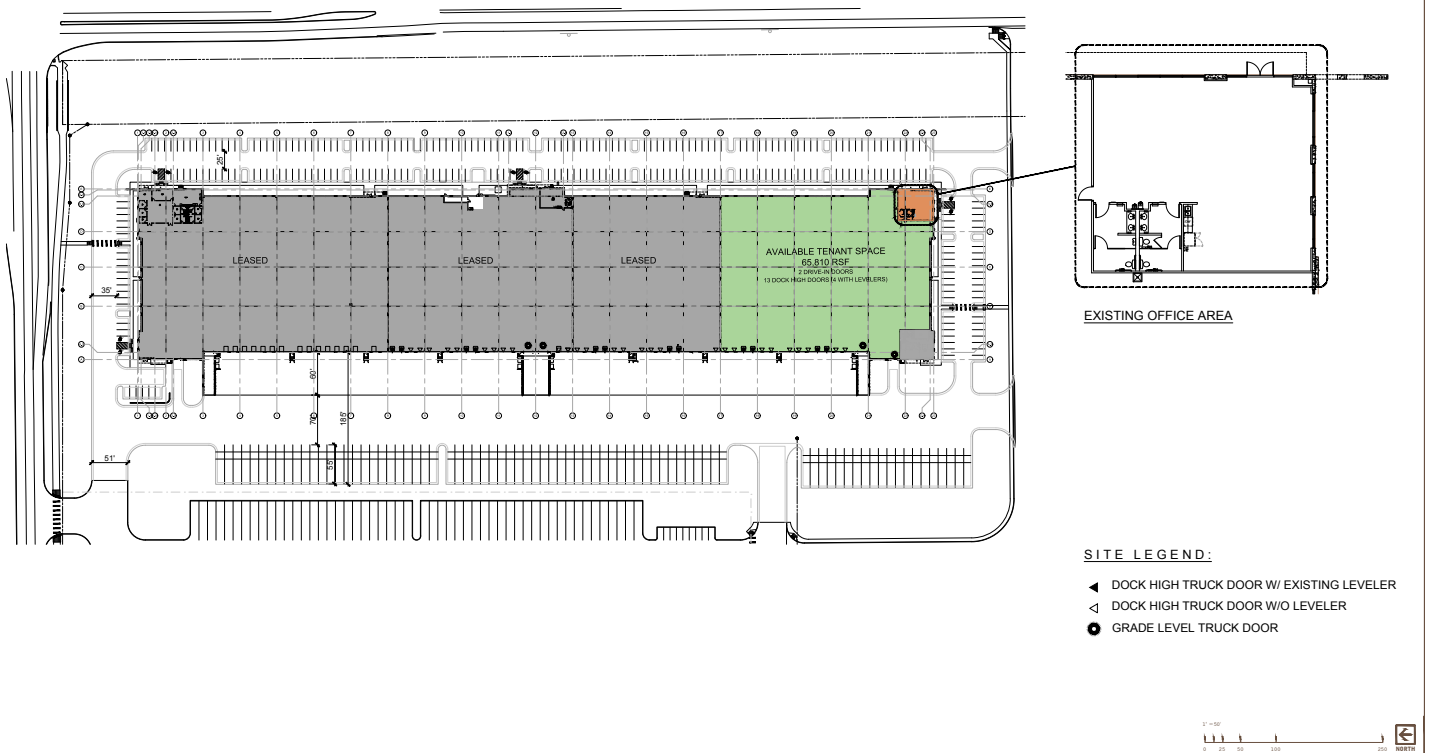 25'
LEASED
LEASED
LEASED
AVAILABLE TENANT SPACE
65,810 RSF
2 DRIVE-IN DOORS
13 DOCK HIGH DOORS (4 WITH LEVELERS)
35'
60'
70'
185'
51'
55'
EXISTING OFFICE AREA
SITE LEGEND:
DOCK HIGH TRUCK DOOR W/ EXISTING LEVELER
DOCK HIGH TRUCK DOOR W/O LEVELER
GRADE LEVEL TRUCK DOOR
1" = 50'
0 25 50 100 250
NORTH